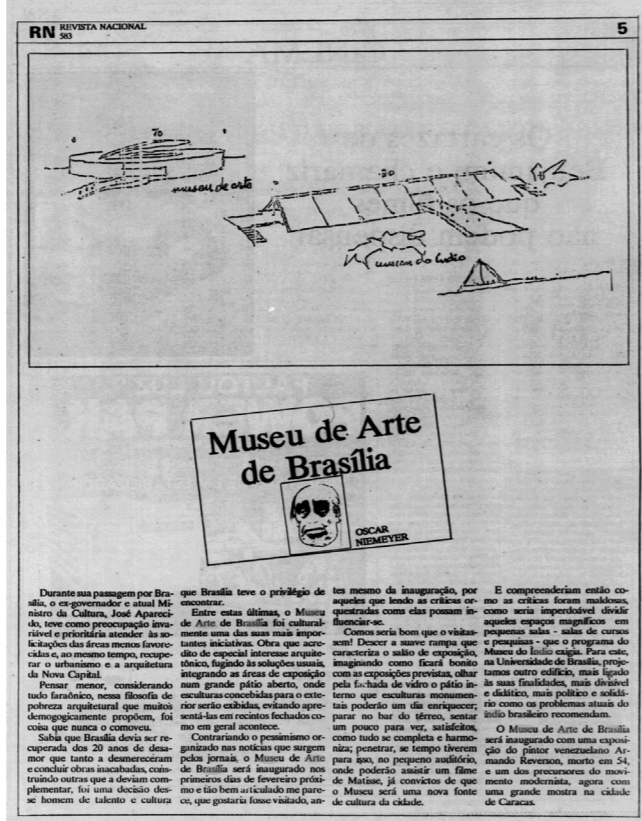 RN REVISTA NACIONAL
583
5
70
museu de arte
museu do Indio
Museu de Arte
de Brasília
OSCAR
NIEMEYER
Durante sua passagem por Bra-
sília, o ex-governador e atual Mi-
nistro da Cultura, José Apareci-
do, teve como preocupação inva-
riável e prioritária atender às so-
licitações das áreas menos favore-
cidas e, ao mesmo tempo, recupe-
rar o urbanismo e a arquitetura
da Nova Capital.
Pensar menor, considerando
tudo faraônico, nessa filosofia de
pobreza arquitetural que muitos
demogogicamente propõem, foi
coisa que nunca o comoveu.
Sabia que Brasília devia ser re-
cuperada dos 20 anos de desa-
mor que tanto a desmereceram
e concluir obras inacabadas, cons-
truindo outras que a deviam com-
plementar, foi uma decisão des-
se homem de talento e cultura
que Brasília teve o privilégio de
encontrar.
Entre estas últimas, o Museu
de Arte de Brasília foi cultural-
mente uma das suas mais impor-
tantes iniciativas. Obra que acre-
dito de especial interesse arquite-
tônico, fugindo às soluções usuais,
integrando as áreas de exposição
num grande pátio aberto, onde
esculturas concebidas para o exte-
rior serão exibidas, evitando apre-
sentá-las em recintos fechados co-
mo em geral acontece.
Contrariando o pessimismo or-
ganizado nas notícias que surgem
pelos jornais, o Museu de Arte
de Brasília será inaugurado nos
primeiros dias de fevereiro próxi-
mo e tão bem articulado me pare-
ce, que gostaria fosse visitado, an-
tes mesmo da inauguração, por
aqueles que lendo as críticas or-
questradas coms elas possam in-
fluenciar-se.
Comos seria bom que o visitas-
sem! Descer a suave rampa que
caracteriza o salão de exposição,
imaginando como ficará bonito
com as exposições previstas, olhar
pela fachada de vidro o pátio in-
terno que esculturas monumen-
tais poderão um dia enriquecer;
parar no bar do térreo, sentar
um pouco para ver, satisfeitos,
como tudo se completa e harmo-
niza; penetrar, se tempo tiverem
para isso, no pequeno auditório,
onde poderão assistir um filme
de Matisse, já convictos de que
o Museu será uma nova fonte
de cultura da cidade.
E compreenderiam então co-
mo as críticas foram maldosas,
como seria imperdoável dividir
aqueles espaços magníficos em
pequenas salas - salas de cursos
e pesquisas - que o programa do
Museu do Índio exigia. Para este,
na Universidade de Brasília, proje-
tamos outro edifício, mais ligado
às suas finalidades, mais divisível
e didático, mais político e solidá-
rio como os problemas atuais do
índio brasileiro recomendam.
O Museu de Arte de Brasília
será inaugurado com uma exposi-
ção do pintor venezuelano Ar-
mando Reverson, morto em 54,
e um dos precursores do movi-
mento modernista, agora com
uma grande mostra na cidade
de Caracas.